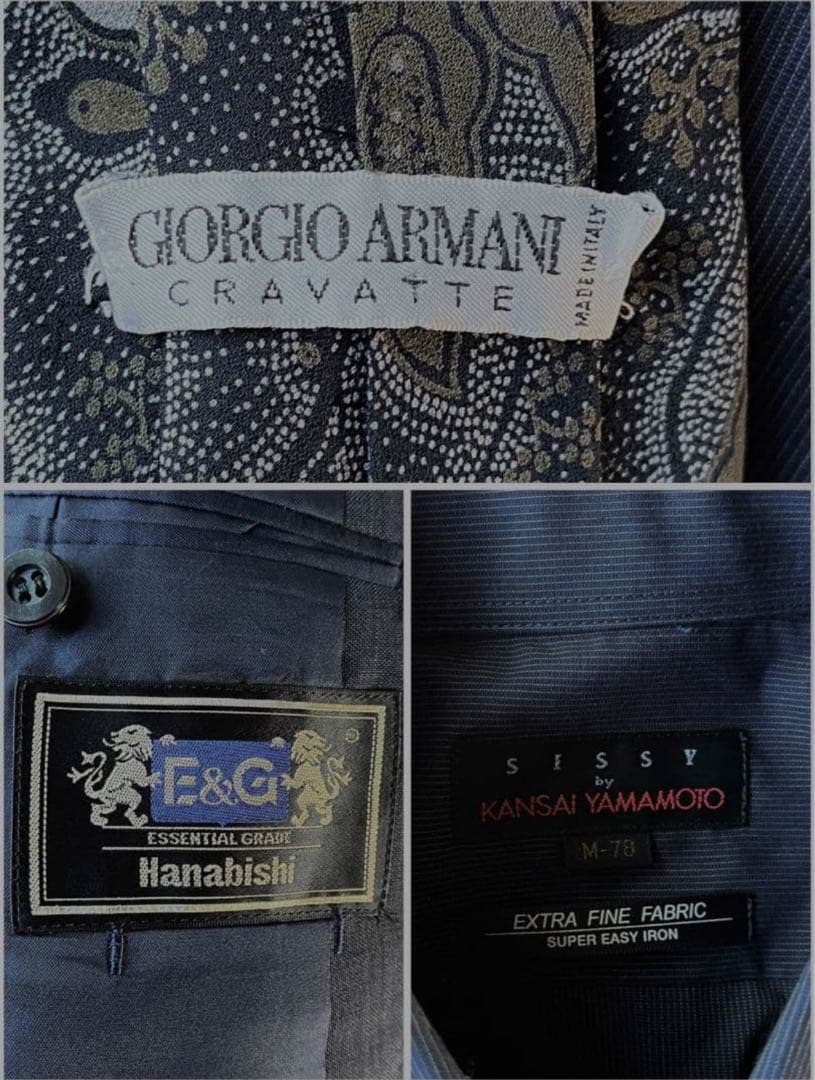 GIORGIO ARMANI
CRAVATTE
MADE IN ITALY
E&G
ESSENTIAL GRADE
Hanabishi
SISSY
by
KANSAI YAMAMOTO
M-78
EXTRA FINE FABRIC
SUPER EASY IRON